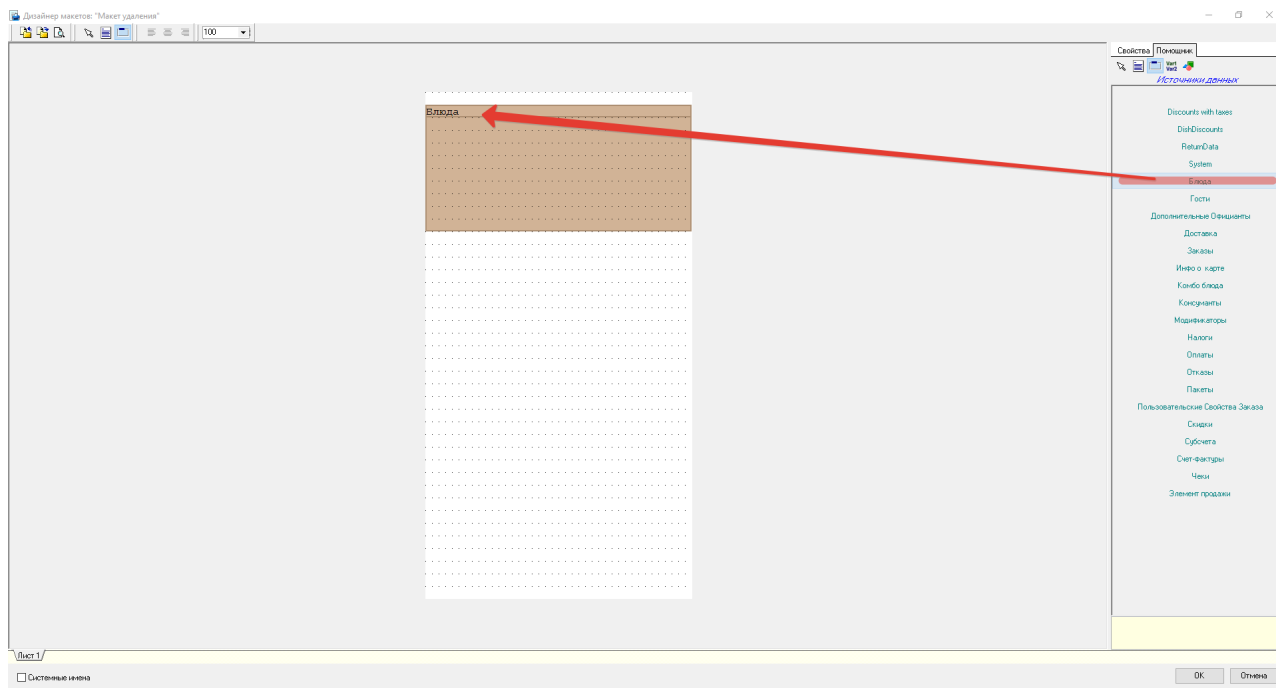 Дизайнер макетов: "Макет удаления"
100
Свойства Помощник
Var1
Var2
Источники данных
Блюда
Discounts with taxes
DishDiscounts
ReturnData
System
Блюда
Гости
Дополнительные Официанты
Доставка
Заказы
Инфо о карте
Комбо блюда
Консуманты
Модификаторы
Налоги
Оплаты
Отказы
Пакеты
Пользовательские Свойства Заказа
Скидки
Субсчета
Счет-фактуры
Чеки
Элемент продажи
Лист 1
Системные имена
OK Отмена